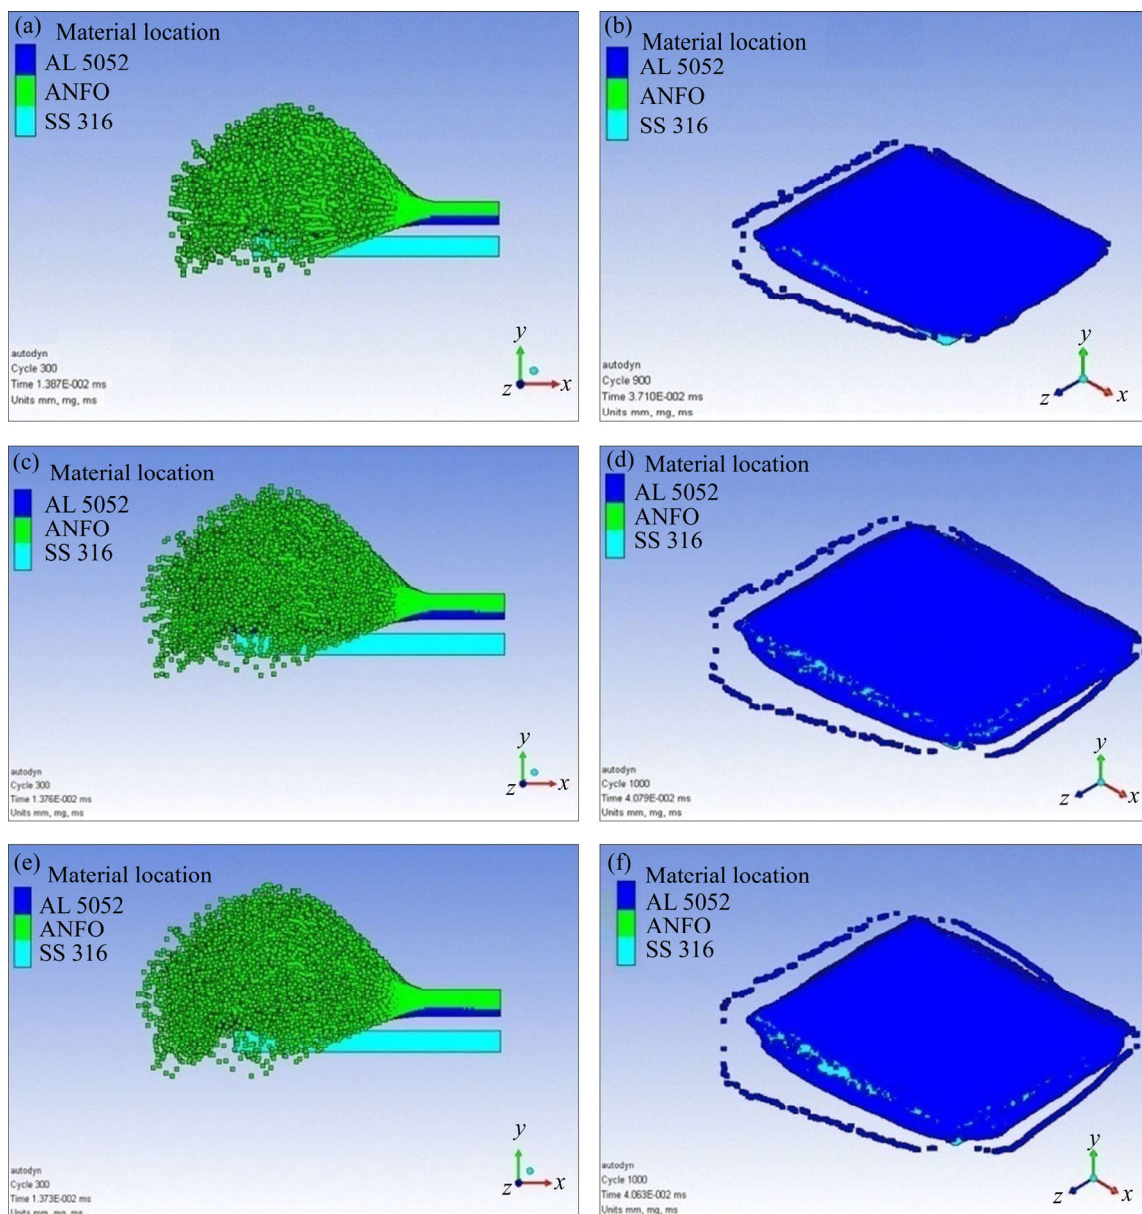 (a)
Material location
AL 5052
ANFO
SS 316
y
z
x
autodyn
Cycle 300
Time 1.387E-002 ms
Units mm, mg, ms
(b)
Material location
AL 5052
ANFO
SS 316
y
z
x
autodyn
Cycle 900
Time 3.710E-002 ms
Units mm, mg, ms
(c)
Material location
AL 5052
ANFO
SS 316
y
z
x
autodyn
Cycle 300
Time 1.376E-002 ms
Units mm, mg, ms
(d)
Material location
AL 5052
ANFO
SS 316
y
z
x
autodyn
Cycle 1000
Time 4.079E-002 ms
Units mm, mg, ms
(e)
Material location
AL 5052
ANFO
SS 316
y
z
x
autodyn
Cycle 300
Time 1.373E-002 ms
Units mm, mg, ms
(f)
Material location
AL 5052
ANFO
SS 316
y
z
x
autodyn
Cycle 1000
Time 4.063E-002 ms
Units mm, mg, ms